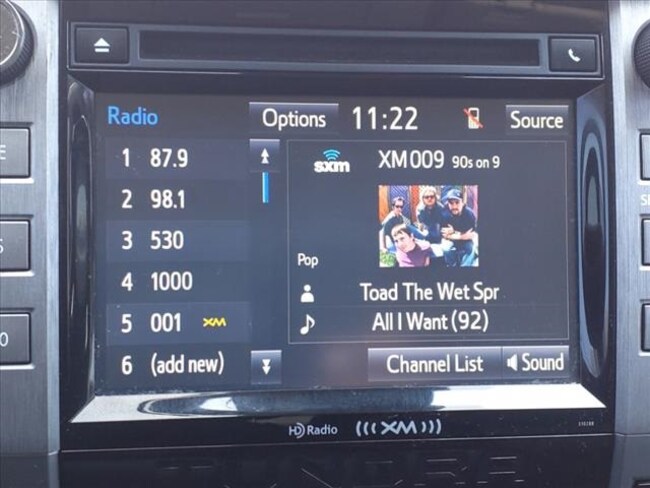 Radio Options 11:22 Source
1 87.9
2 98.1
3 530
4 1000
5 001 XM
6 (add new)
sxm XM009 90s on 9
Pop
Toad The Wet Spr
All I Want (92)
Channel List Sound
HD Radio (((XM)))
TUNDRA